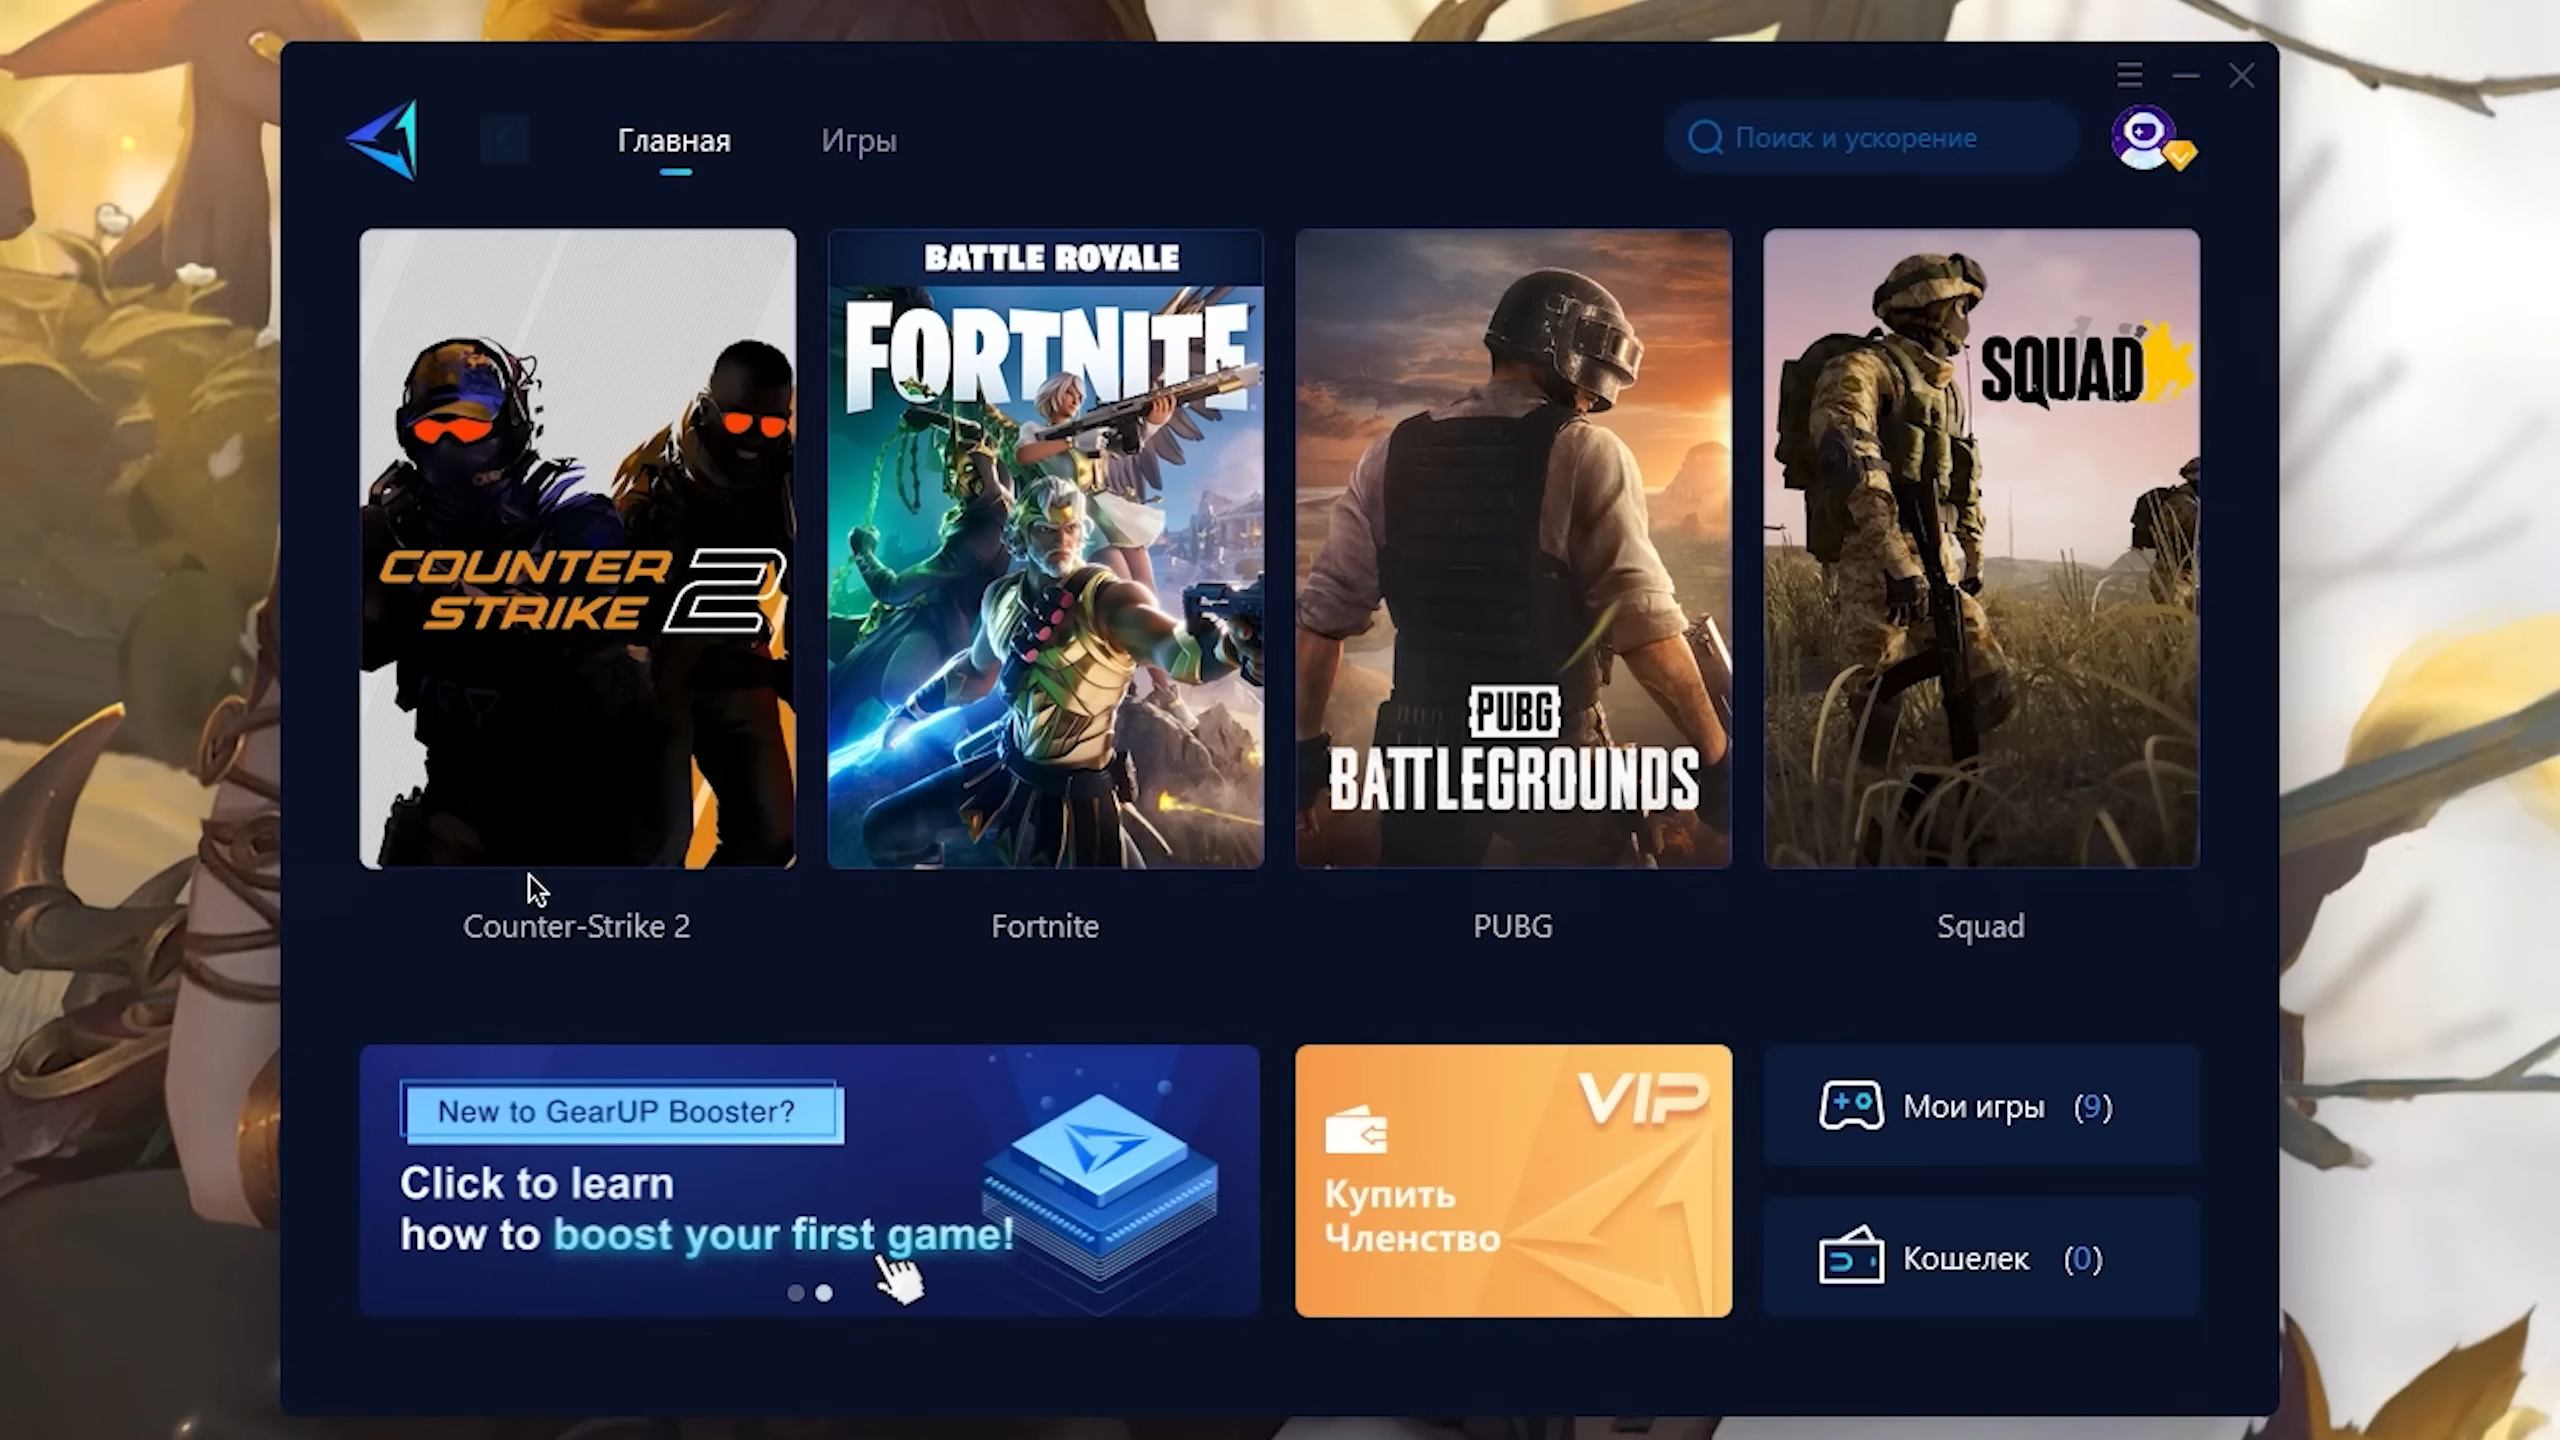 Главная
Игры
Поиск и ускорение
COUNTER
STRIKE 2
BATTLE ROYALE
FORTNITE
PUBG
BATTLEGROUNDS
SQUAD
Counter-Strike 2
Fortnite
PUBG
Squad
New to GearUP Booster?
Click to learn
how to boost your first game!
VIP
Купить
Членство
Мои игры (9)
Кошелек (0)